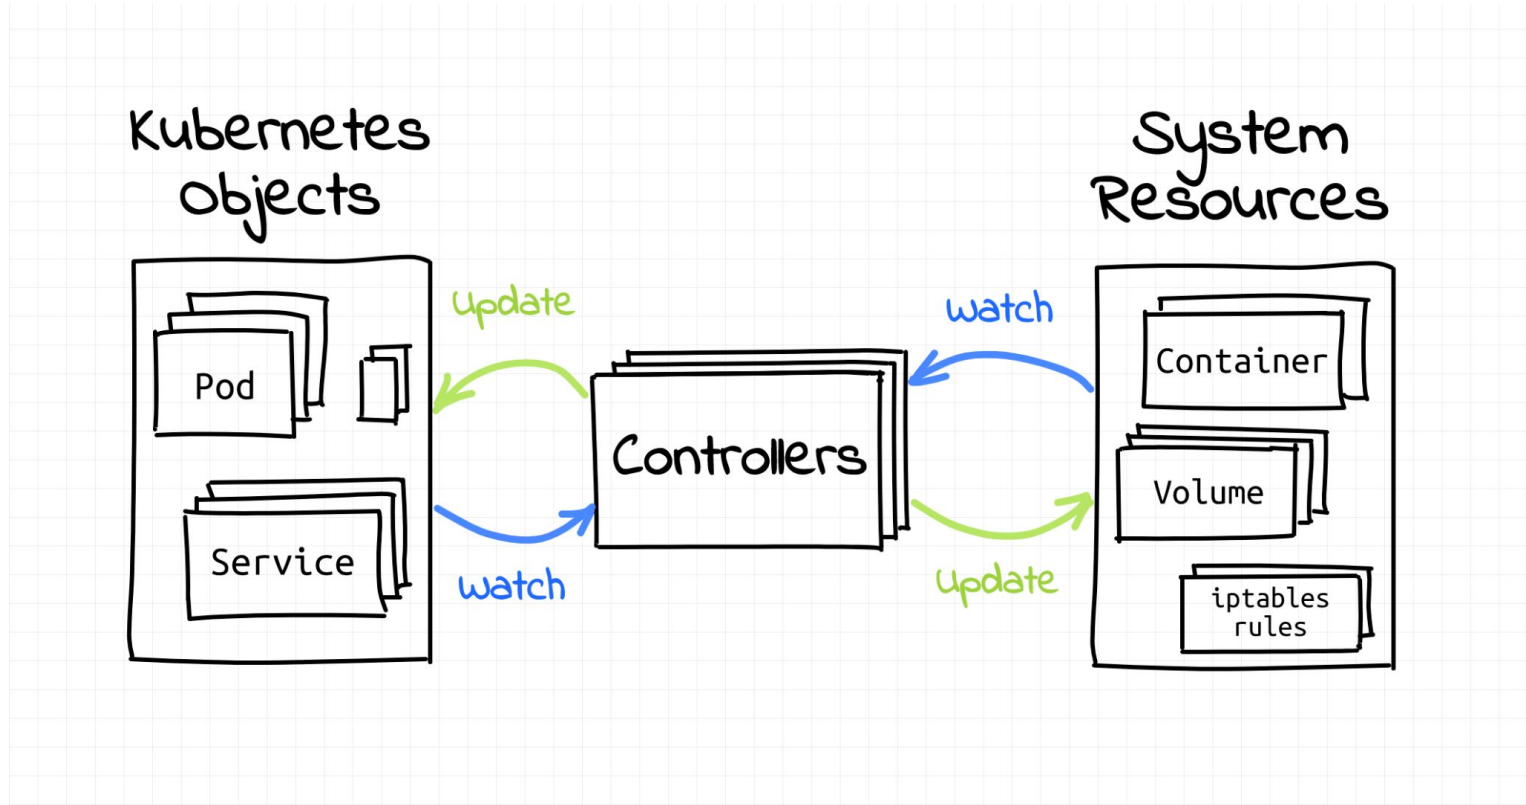 Kubernetes
Objects
System
Resources
update
watch
Pod
Container
Controllers
Volume
Service
watch
update
iptables
rules